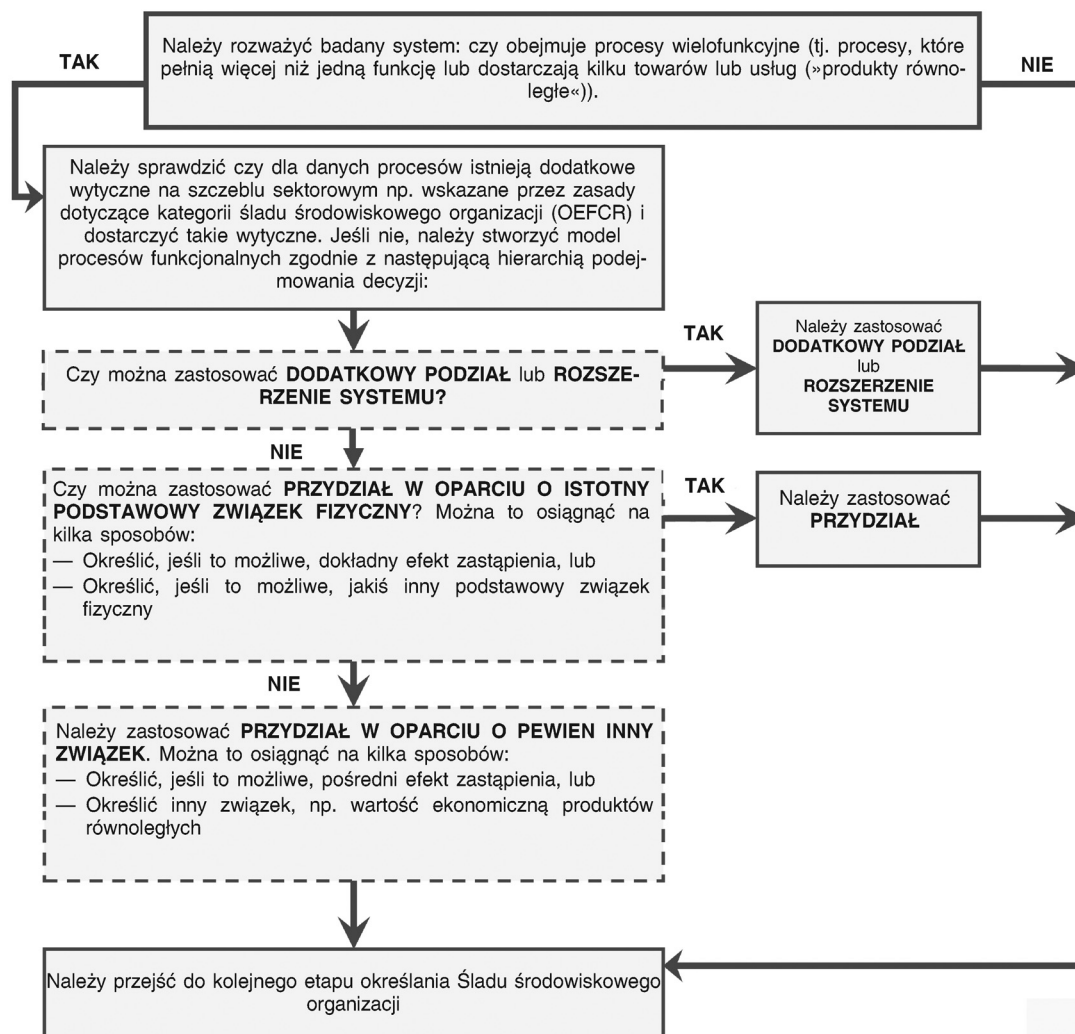 TAK
Należy rozważyć badany system: czy obejmuje procesy wielofunkcyjne (tj. procesy, które
pełnią więcej niż jedną funkcję lub dostarczają kilku towarów lub usług (»produkty równo-
ległe«)).
NIE
Należy sprawdzić czy dla danych procesów istnieją dodatkowe
wytyczne na szczeblu sektorowym np. wskazane przez zasady
dotyczące kategorii śladu środowiskowego organizacji (OEFCR) i
dostarczyć takie wytyczne. Jeśli nie, należy stworzyć model
procesów funkcjonalnych zgodnie z następującą hierarchią podej-
mowania decyzji:
Czy można zastosować DODATKOWY PODZIAŁ lub ROZSZE-
RZENIE SYSTEMU?
TAK
Należy zastosować
DODATKOWY PODZIAŁ
lub
ROZSZERZENIE
SYSTEMU
NIE
Czy można zastosować PRZYDZIAŁ W OPARCIU O ISTOTNY
PODSTAWOWY ZWIĄZEK FIZYCZNY? Można to osiągnąć na
kilka sposobów:
— Określić, jeśli to możliwe, dokładny efekt zastąpienia, lub
— Określić, jeśli to możliwe, jakiś inny podstawowy związek
fizyczny
TAK
Należy zastosować
PRZYDZIAŁ
NIE
Należy zastosować PRZYDZIAŁ W OPARCIU O PEWIEN INNY
ZWIĄZEK. Można to osiągnąć na kilka sposobów:
— Określić, jeśli to możliwe, pośredni efekt zastąpienia, lub
— Określić inny związek, np. wartość ekonomiczną produktów
równoległych
Należy przejść do kolejnego etapu określania Śladu środowiskowego
organizacji